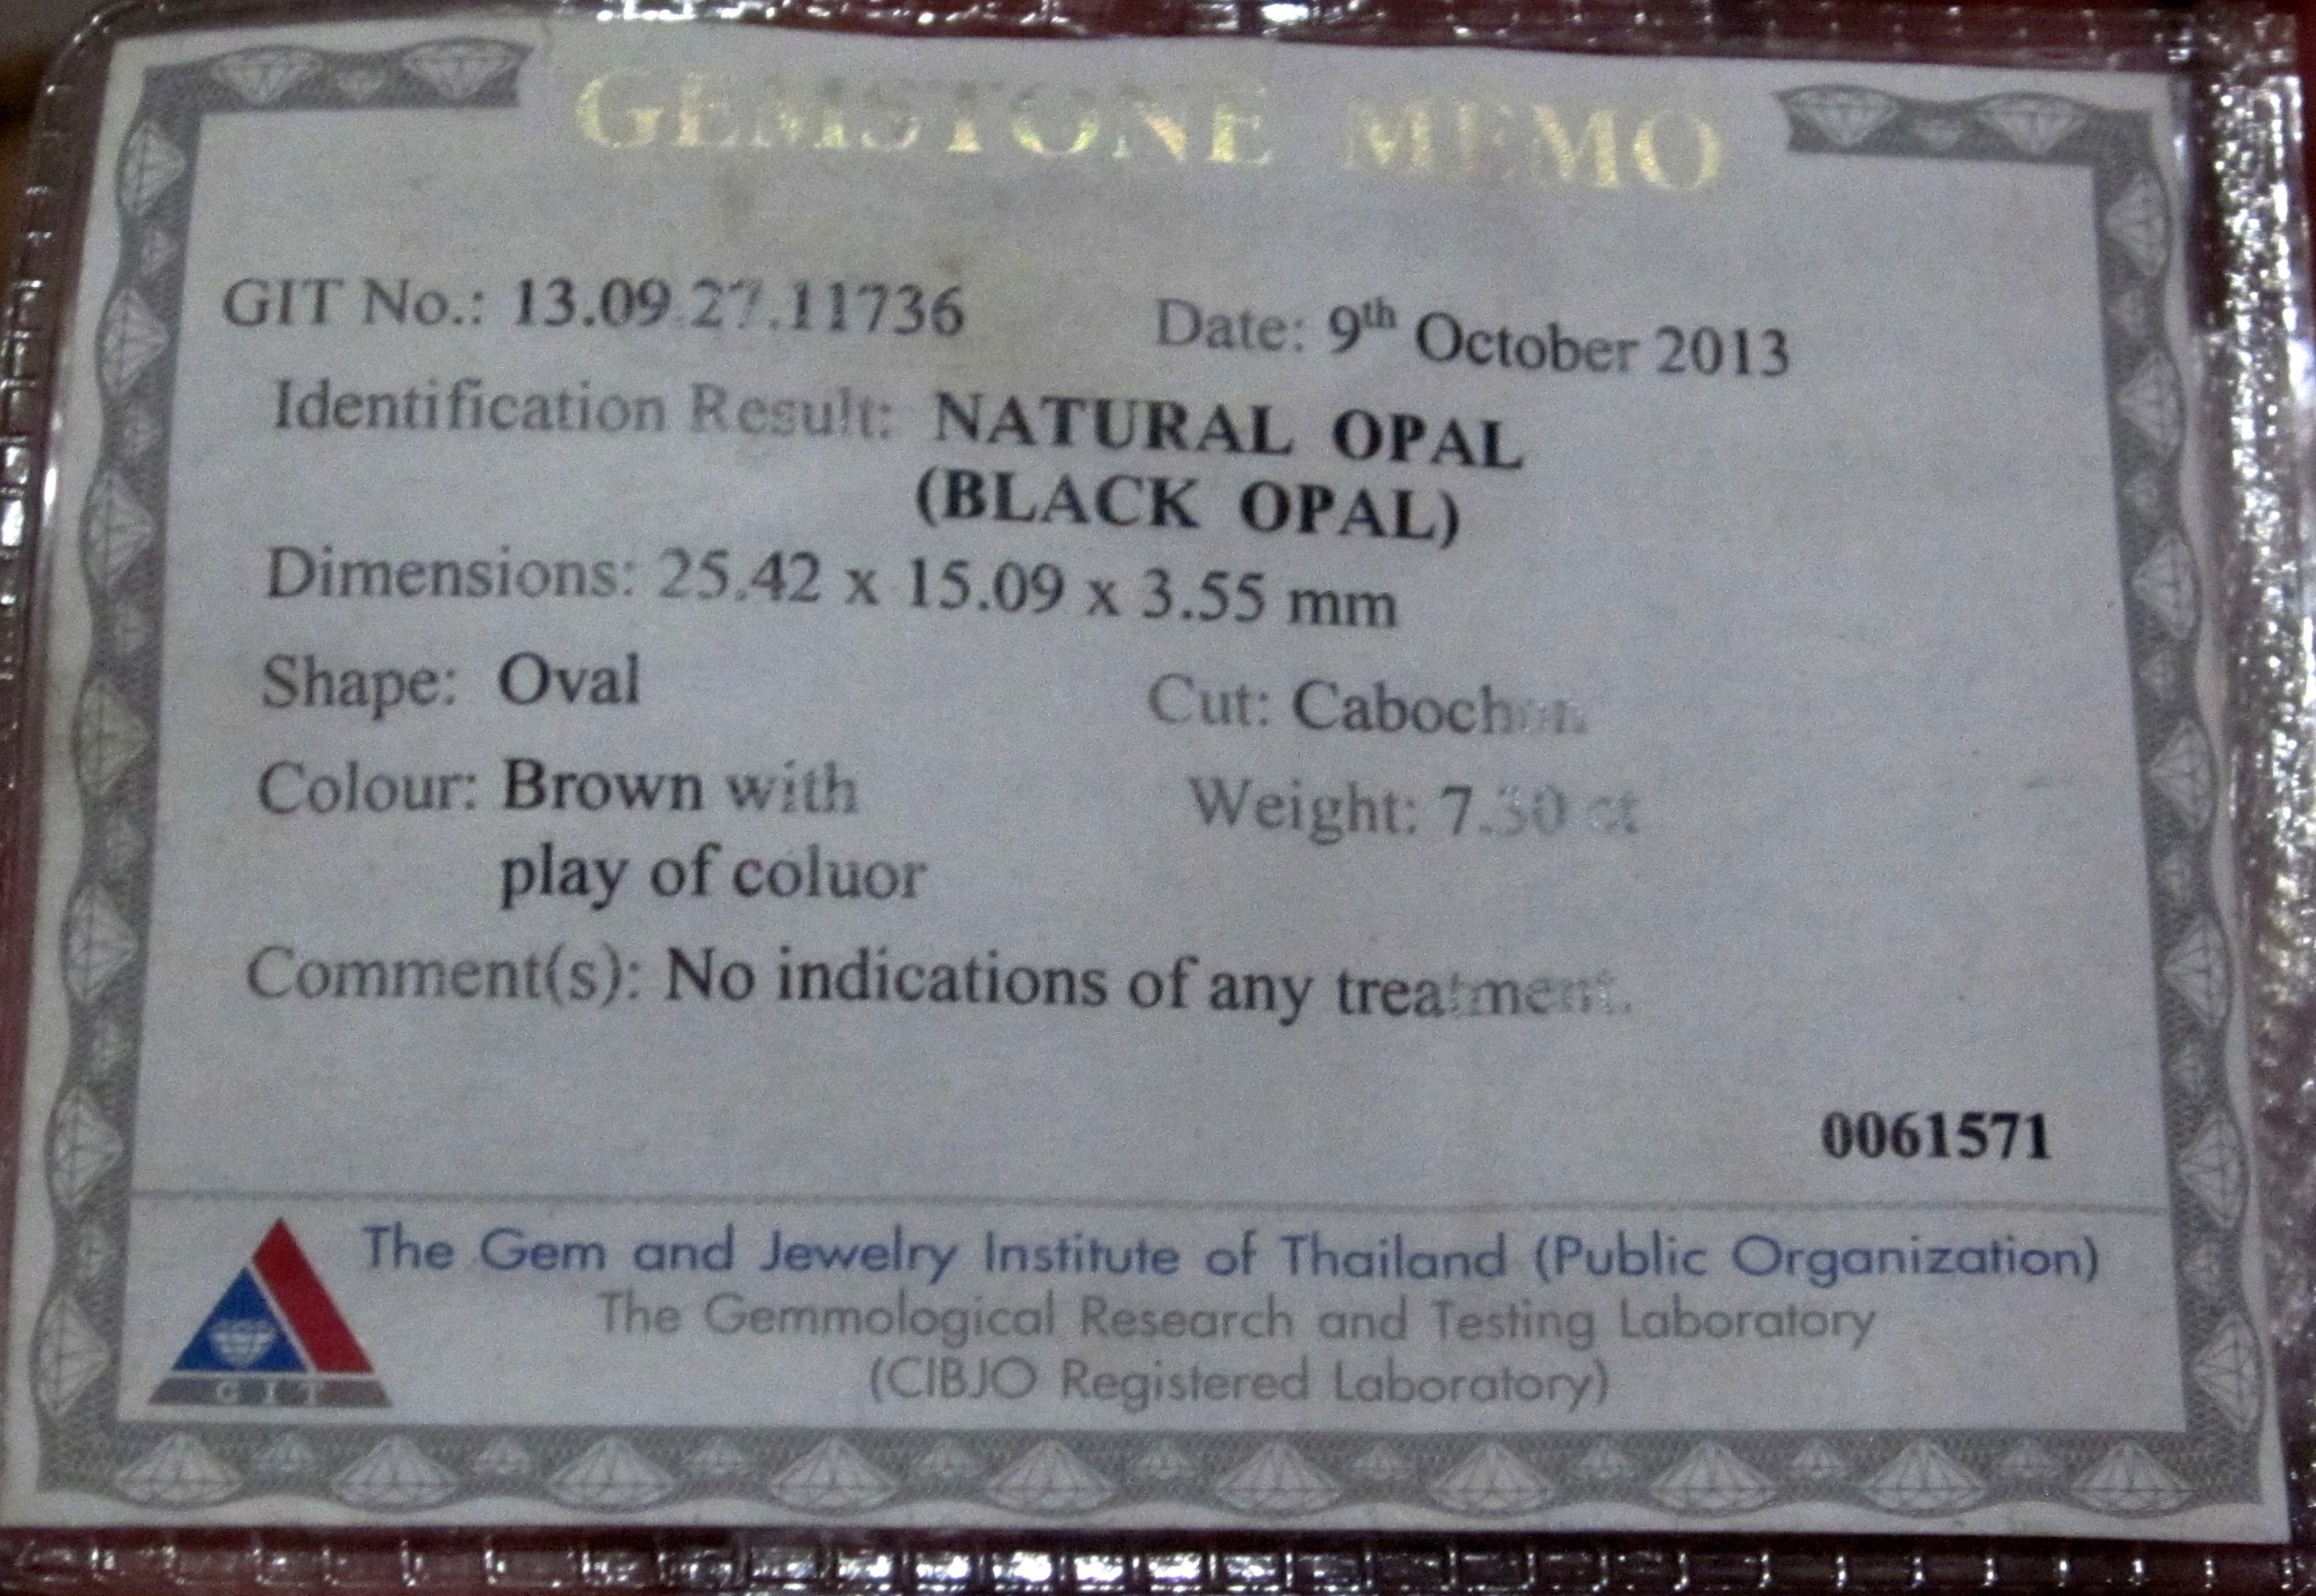 GEMSTONE MEMO
GIT No.: 13.09.27.11736 Date: 9th October 2013
Identification Result: NATURAL OPAL
(BLACK OPAL)
Dimensions: 25.42 x 15.09 x 3.55 mm
Shape: Oval Cut: Cabochon
Colour: Brown with Weight: 7.30 ct
play of coluor
Comment(s): No indications of any treatment.
0061571
The Gem and Jewelry Institute of Thailand (Public Organization)
The Gemmological Research and Testing Laboratory
(CIBJO Registered Laboratory)
GIT